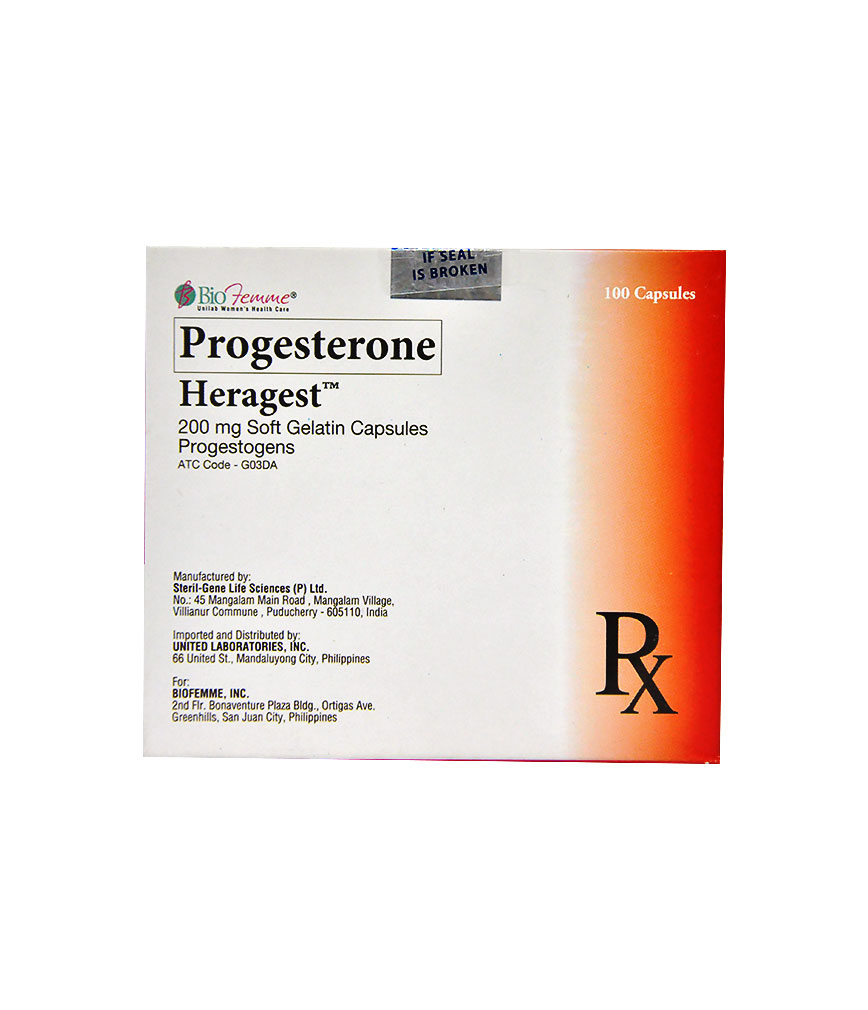 IF SEAL
IS BROKEN
BioFemme®
Unilab Women's Health Care
100 Capsules
Progesterone
Heragest™
200 mg Soft Gelatin Capsules
Progestogens
ATC Code - G03DA
Manufactured by:
Steril-Gene Life Sciences (P) Ltd.
No.: 45 Mangalam Main Road , Mangalam Village,
Villianur Commune , Puducherry - 605110, India
Imported and Distributed by:
UNITED LABORATORIES, INC.
66 United St., Mandaluyong City, Philippines
For:
BIOFEMME, INC.
2nd Flr. Bonaventure Plaza Bldg., Ortigas Ave.
Greenhills, San Juan City, Philippines
Rx